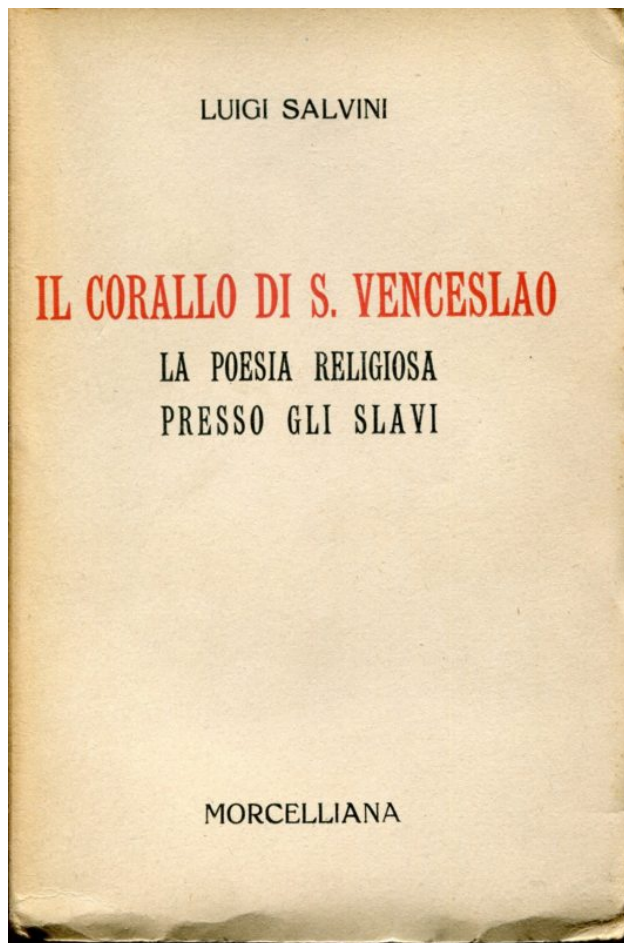 LUIGI SALVINI
IL CORALLO DI S. VENCESLAO
LA POESIA RELIGIOSA
PRESSO GLI SLAVI
MORCELLIANA